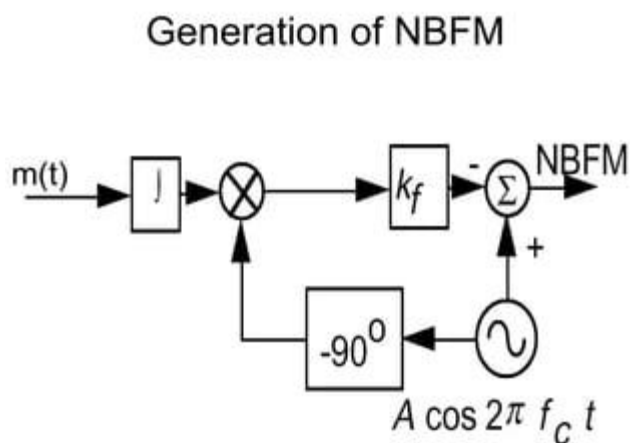 Generation of NBFM
m(t)
∫
k_f
-
Σ
NBFM
+
-90°
A cos 2π f_c t